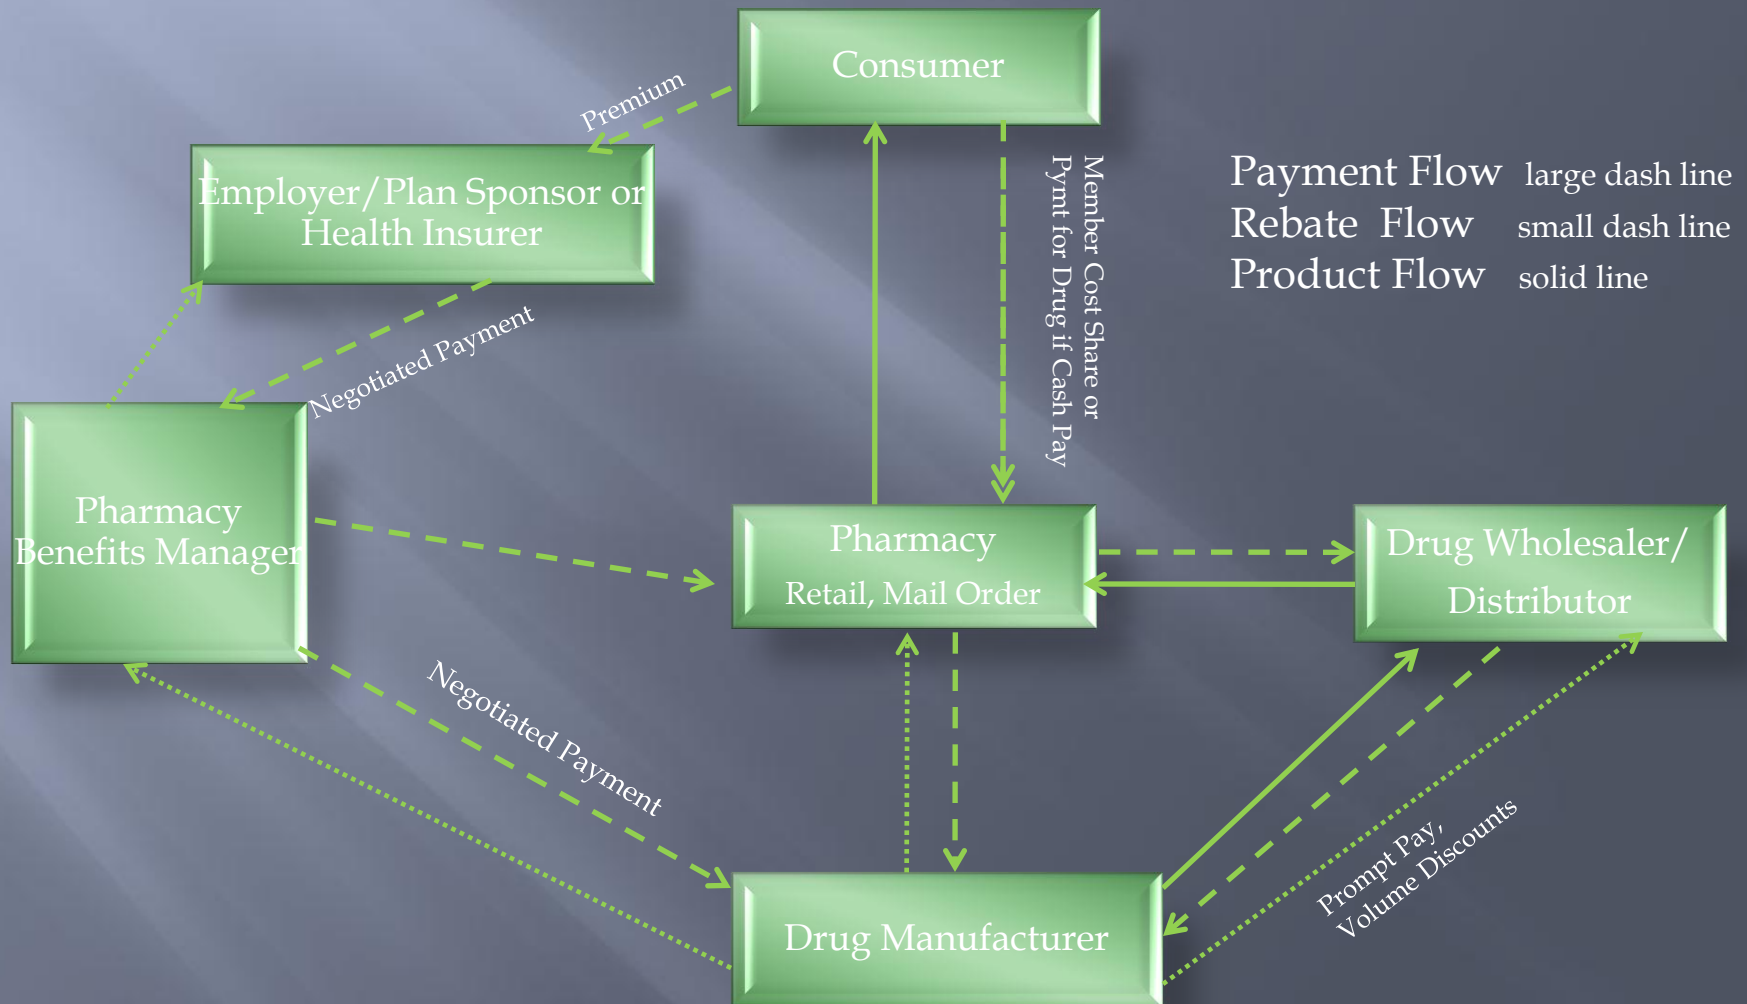 Consumer
Premium
Employer/Plan Sponsor or
Health Insurer
Member Cost Share or
Pymt for Drug if Cash Pay
Payment Flow large dash line
Rebate Flow small dash line
Product Flow solid line
Negotiated Payment
Pharmacy
Benefits Manager
Pharmacy
Retail, Mail Order
Drug Wholesaler/
Distributor
Negotiated Payment
Prompt Pay,
Volume Discounts
Drug Manufacturer